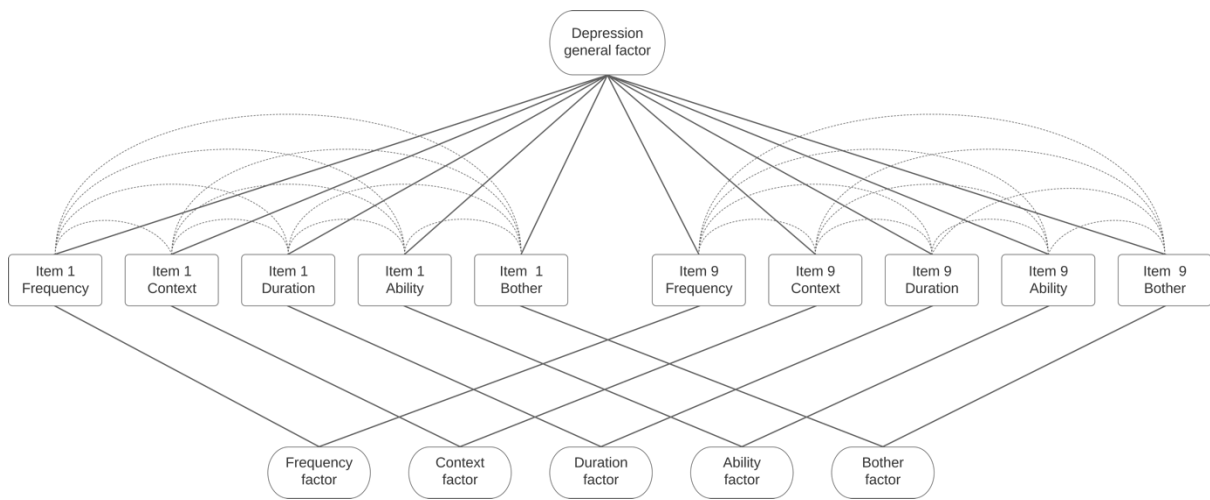 Depression
general factor
Item 1
Frequency
Item 1
Context
Item 1
Duration
Item 1
Ability
Item 1
Bother
Item 9
Frequency
Item 9
Context
Item 9
Duration
Item 9
Ability
Item 9
Bother
Frequency
factor
Context
factor
Duration
factor
Ability
factor
Bother
factor